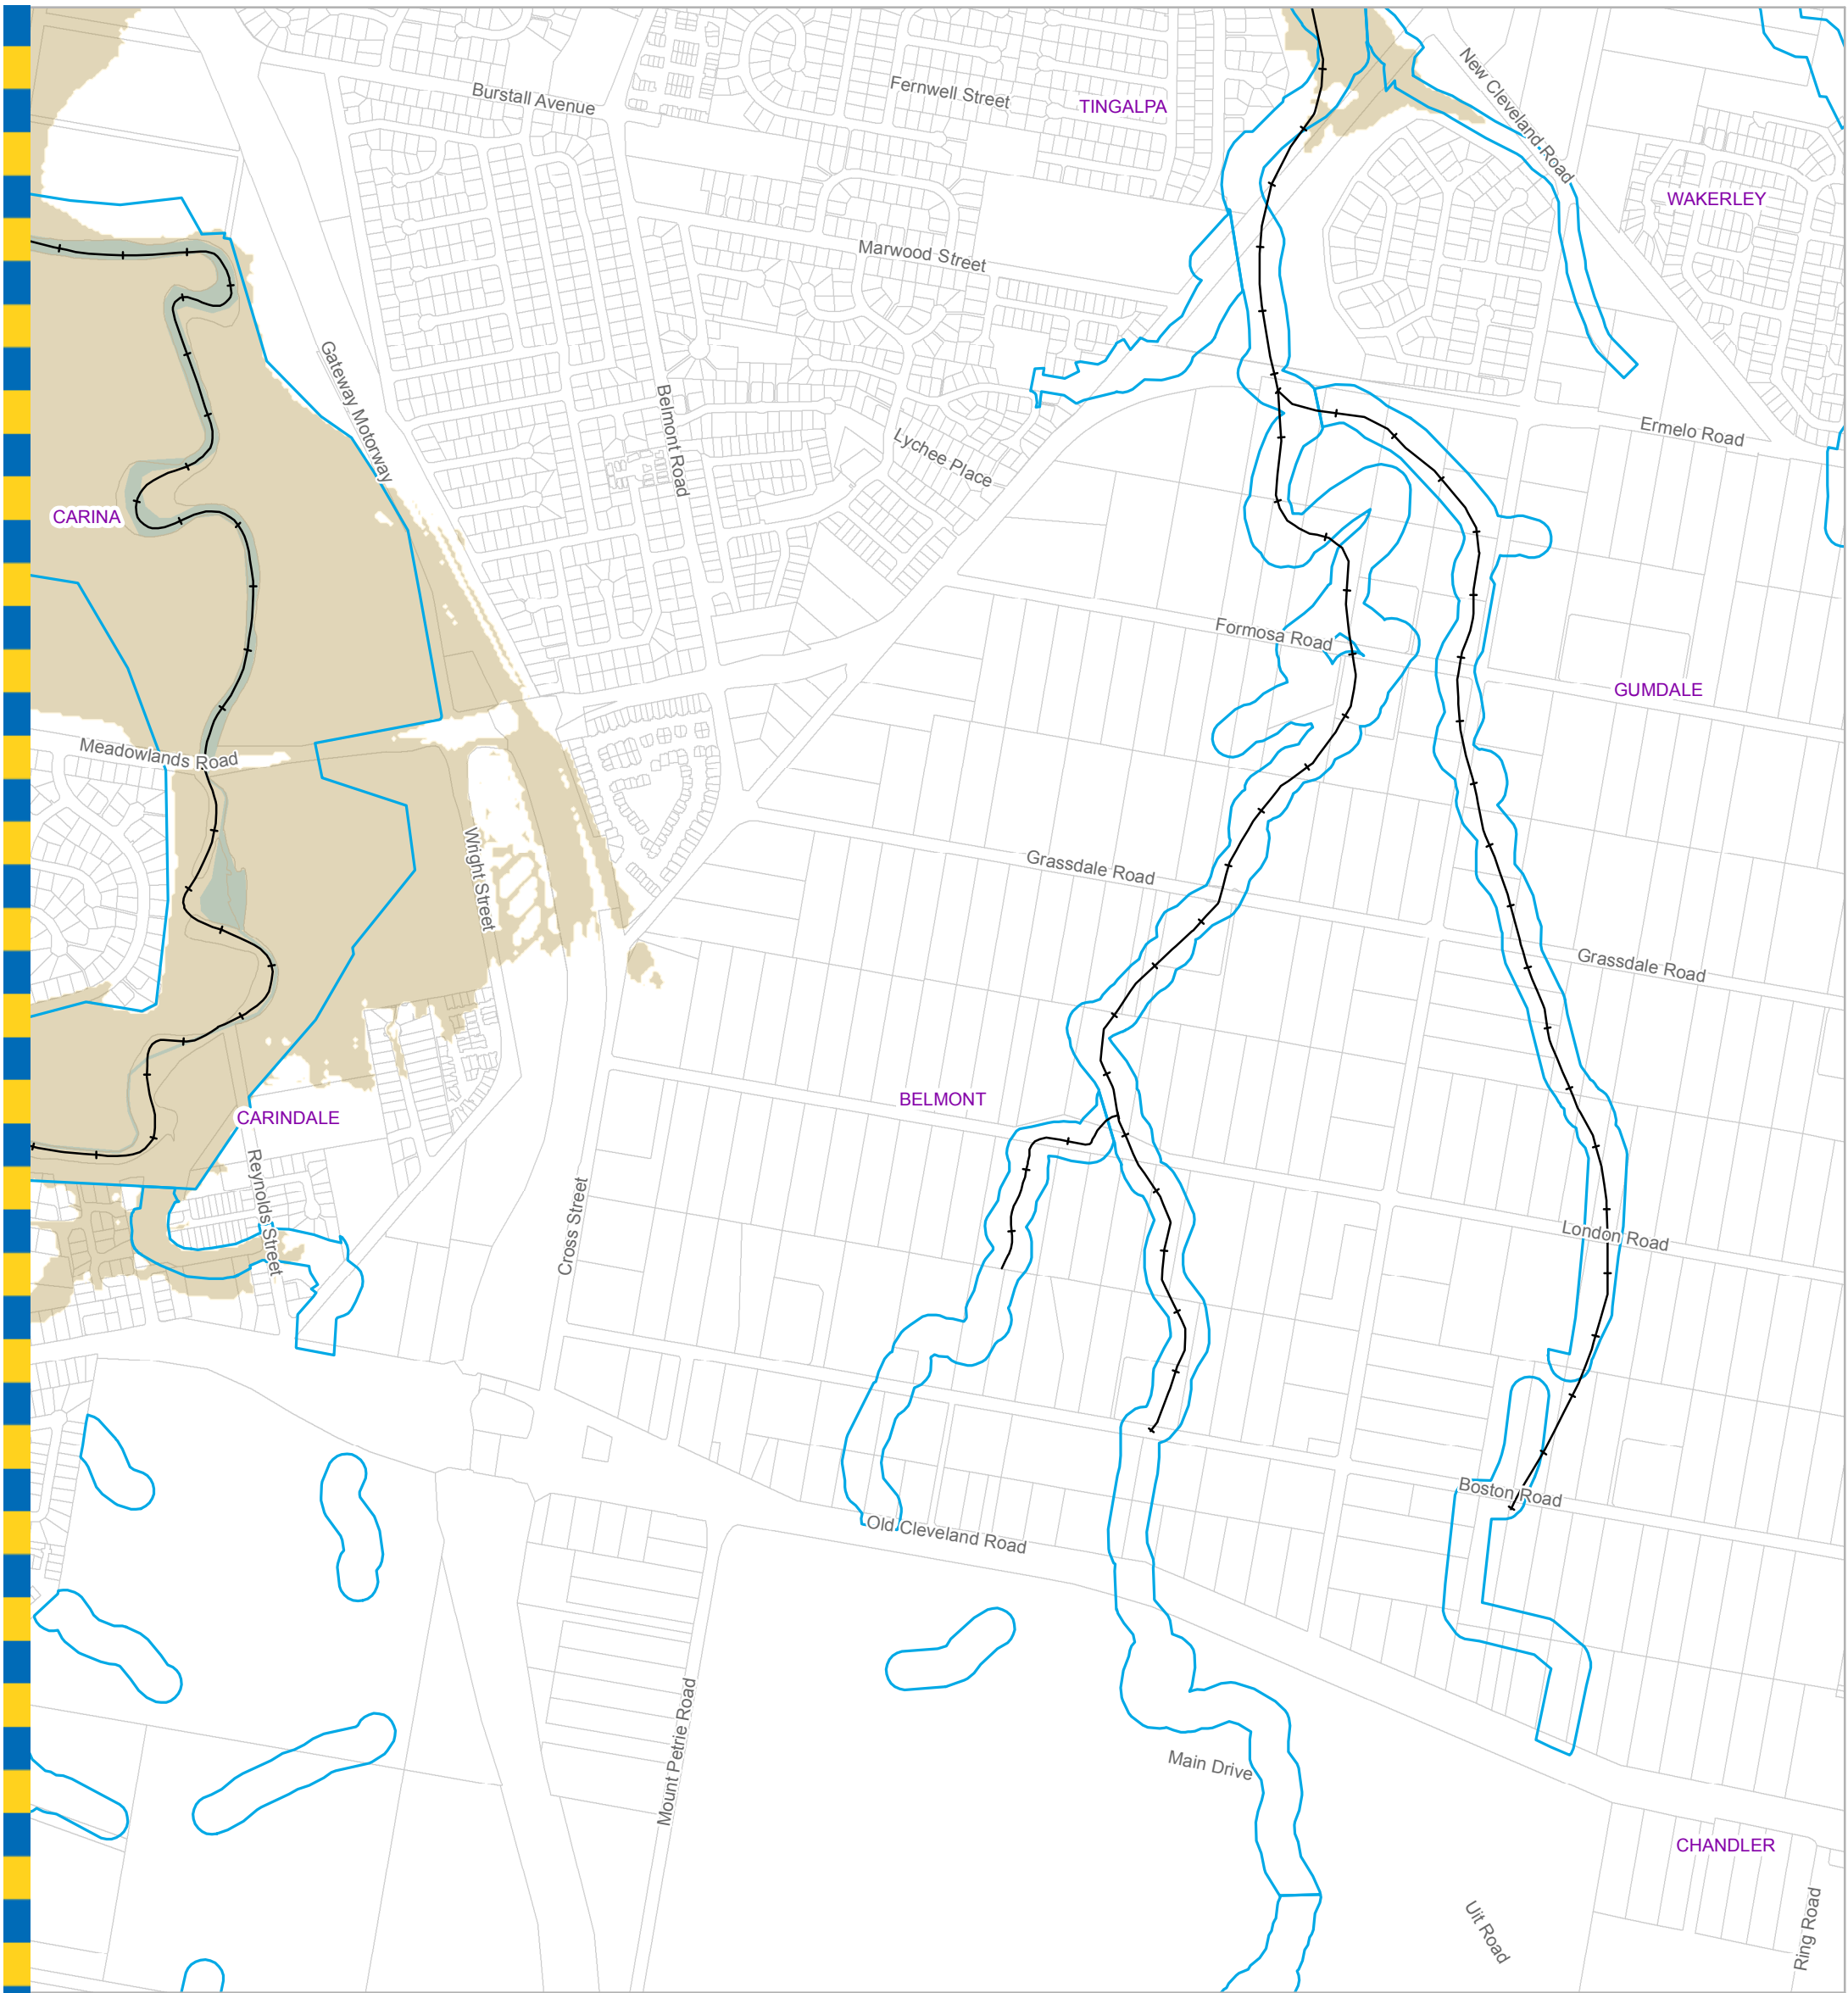 New Cleveland Road
Burstall Avenue
Fernwell Street
TINGALPA
WAKERLEY
Marwood Street
Gateway Motorway
Belmont Road
Ermelo Road
Lychee Place
CARINA
Formosa Road
GUMDALE
Meadowlands Road
Wright Street
Grassdale Road
Grassdale Road
BELMONT
CARINDALE
Reynolds Street
Cross Street
London Road
Boston Road
Old Cleveland Road
Mount Petrie Road
Main Drive
CHANDLER
Uit Road
Ring Road